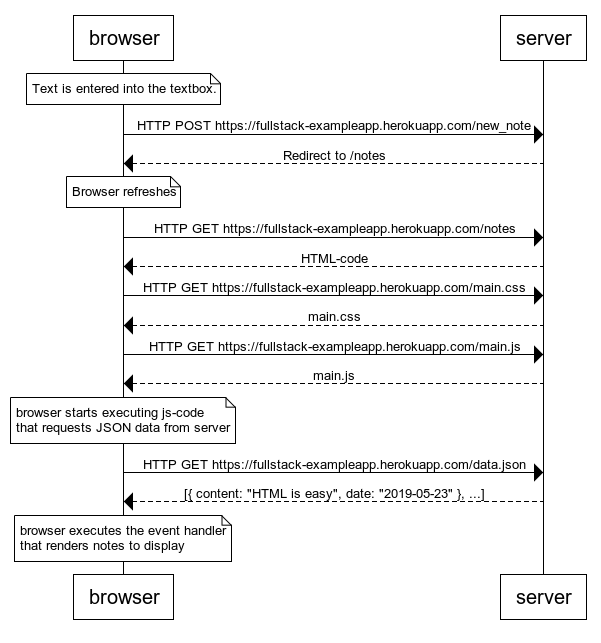 browser
server
Text is entered into the textbox.
HTTP POST https://fullstack-exampleapp.herokuapp.com/new_note
Redirect to /notes
Browser refreshes
HTTP GET https://fullstack-exampleapp.herokuapp.com/notes
HTML-code
HTTP GET https://fullstack-exampleapp.herokuapp.com/main.css
main.css
HTTP GET https://fullstack-exampleapp.herokuapp.com/main.js
main.js
browser starts executing js-code
that requests JSON data from server
HTTP GET https://fullstack-exampleapp.herokuapp.com/data.json
[{ content: "HTML is easy", date: "2019-05-23" }, ...]
browser executes the event handler
that renders notes to display
browser
server